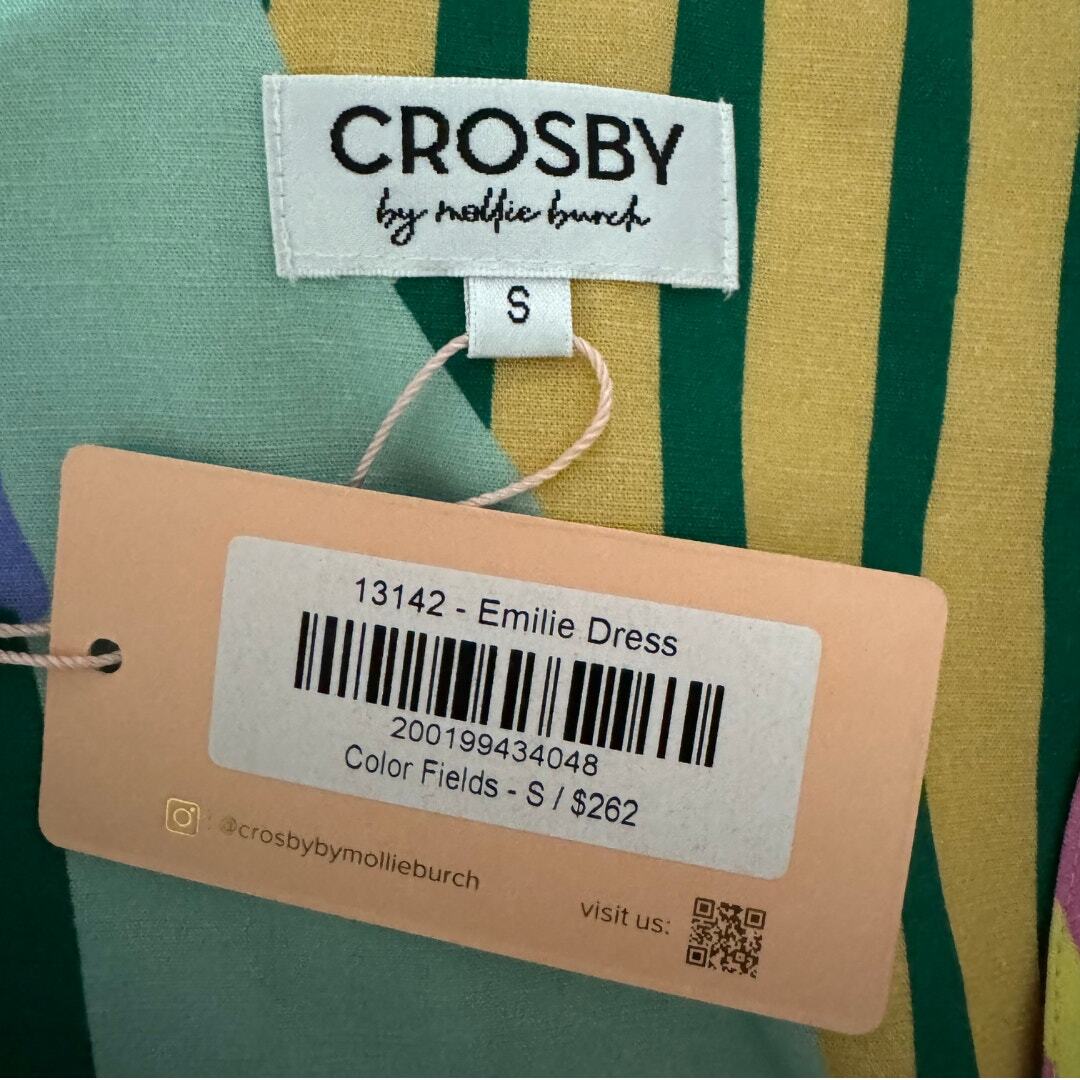 CROSBY
by mollie burch
S
13142 - Emilie Dress
200199434048
Color Fields - S / $262
@crosbybymollieburch
visit us: